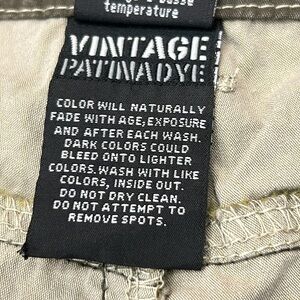 à basse
temperature
VINTAGE
PATINADYE
COLOR WILL NATURALLY
FADE WITH AGE, EXPOSURE
AND AFTER EACH WASH.
DARK COLORS COULD
BLEED ONTO LIGHTER
COLORS. WASH WITH LIKE
COLORS, INSIDE OUT.
DO NOT DRY CLEAN.
DO NOT ATTEMPT TO
REMOVE SPOTS.